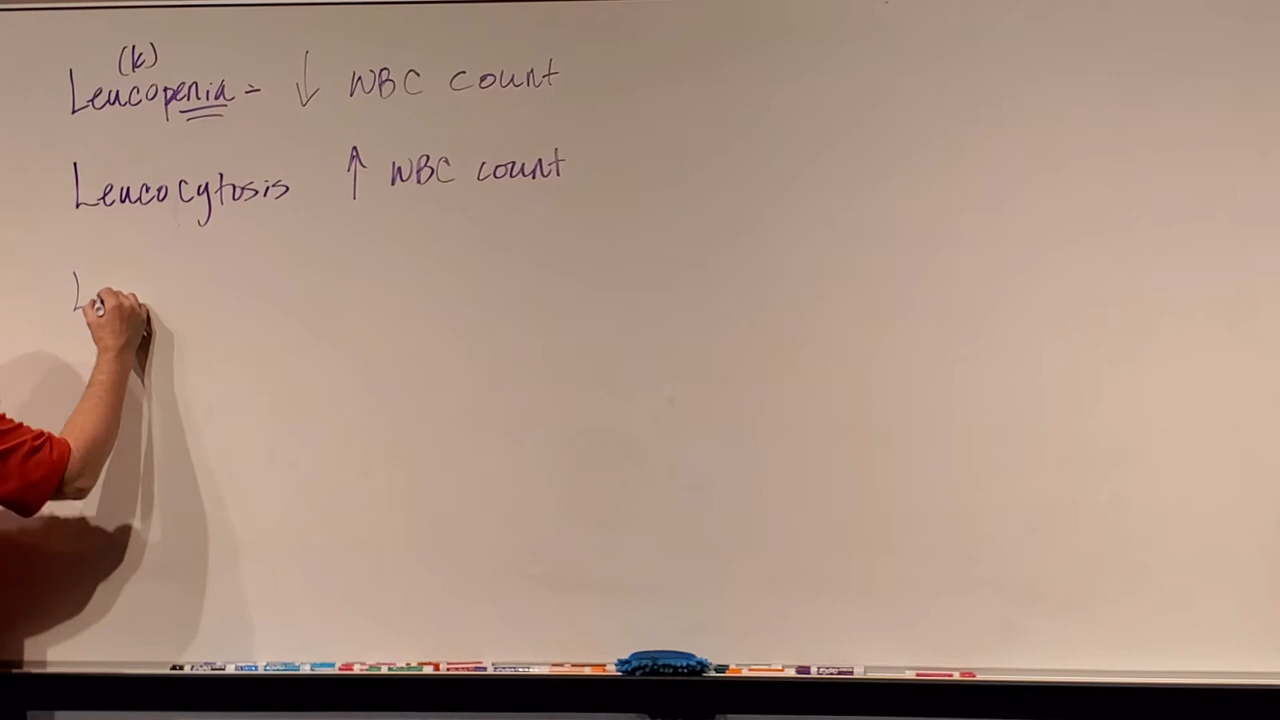 (k)
Leucopenia = ↓ WBC count
Leucocytosis ↑ WBC count
L